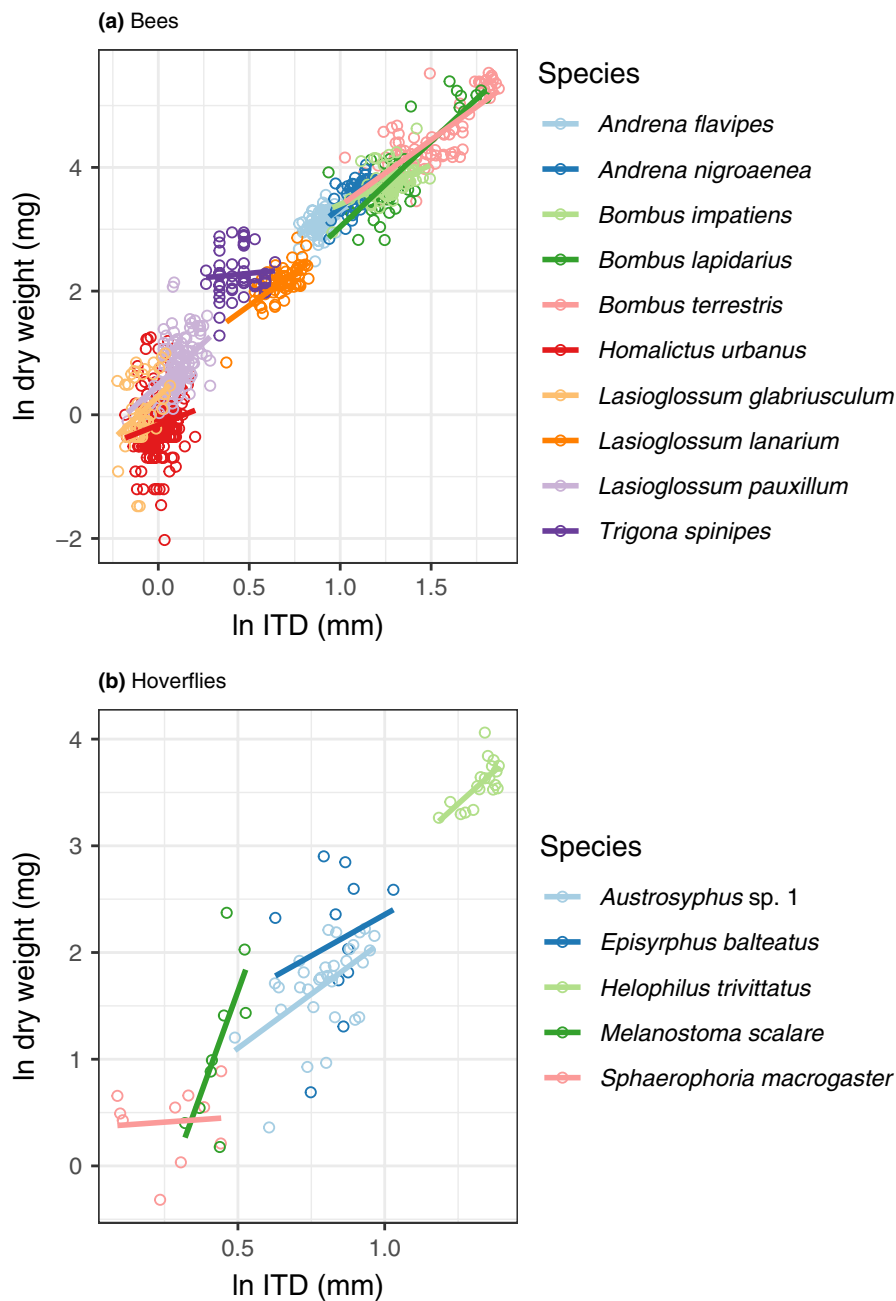 (a) Bees
Species
Andrena flavipes
Andrena nigroaenea
Bombus impatiens
Bombus lapidarius
Bombus terrestris
Homalictus urbanus
Lasioglossum glabriusculum
Lasioglossum lanarium
Lasioglossum pauxillum
Trigona spinipes
ln dry weight (mg)
4
2
0
−2
0.0 0.5 1.0 1.5
ln ITD (mm)
(b) Hoverflies
Species
Austrosyphus sp. 1
Episyrphus balteatus
Helophilus trivittatus
Melanostoma scalare
Sphaerophoria macrogaster
ln dry weight (mg)
4
3
2
1
0
0.5 1.0
ln ITD (mm)